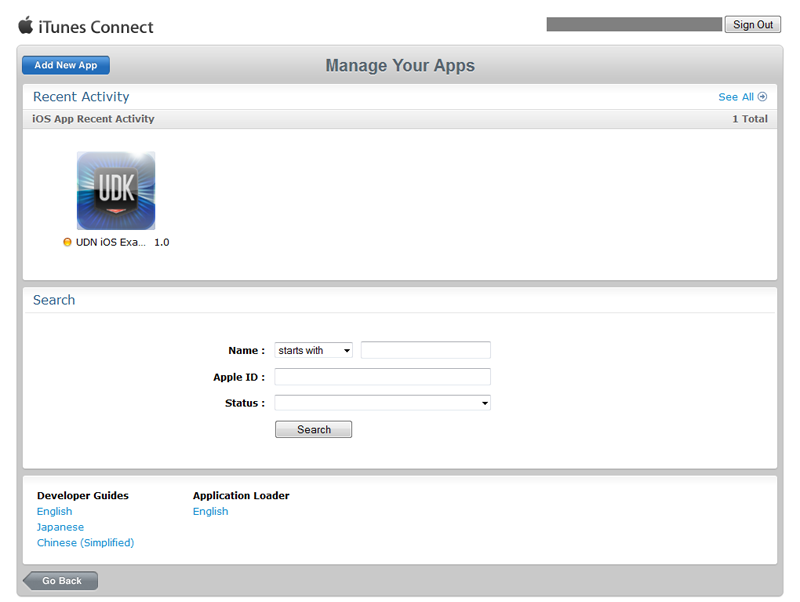 iTunes Connect
Sign Out
Add New App
Manage Your Apps
Recent Activity
See All
iOS App Recent Activity
1 Total
UDK
UDN iOS Exa... 1.0
Search
Name : starts with
Apple ID :
Status :
Search
Developer Guides
Application Loader
English
English
Japanese
Chinese (Simplified)
Go Back